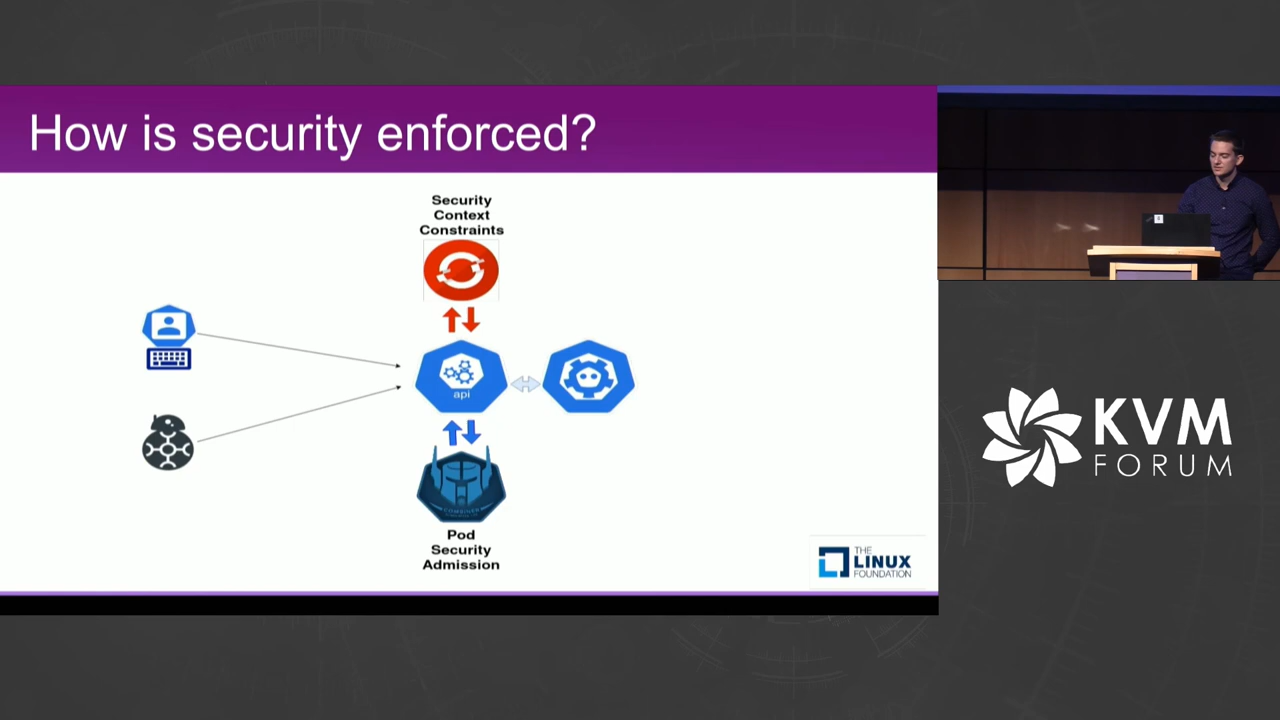 How is security enforced?
Security
Context
Constraints
api
Pod
Security
Admission
THE
LINUX
FOUNDATION
KVM
FORUM